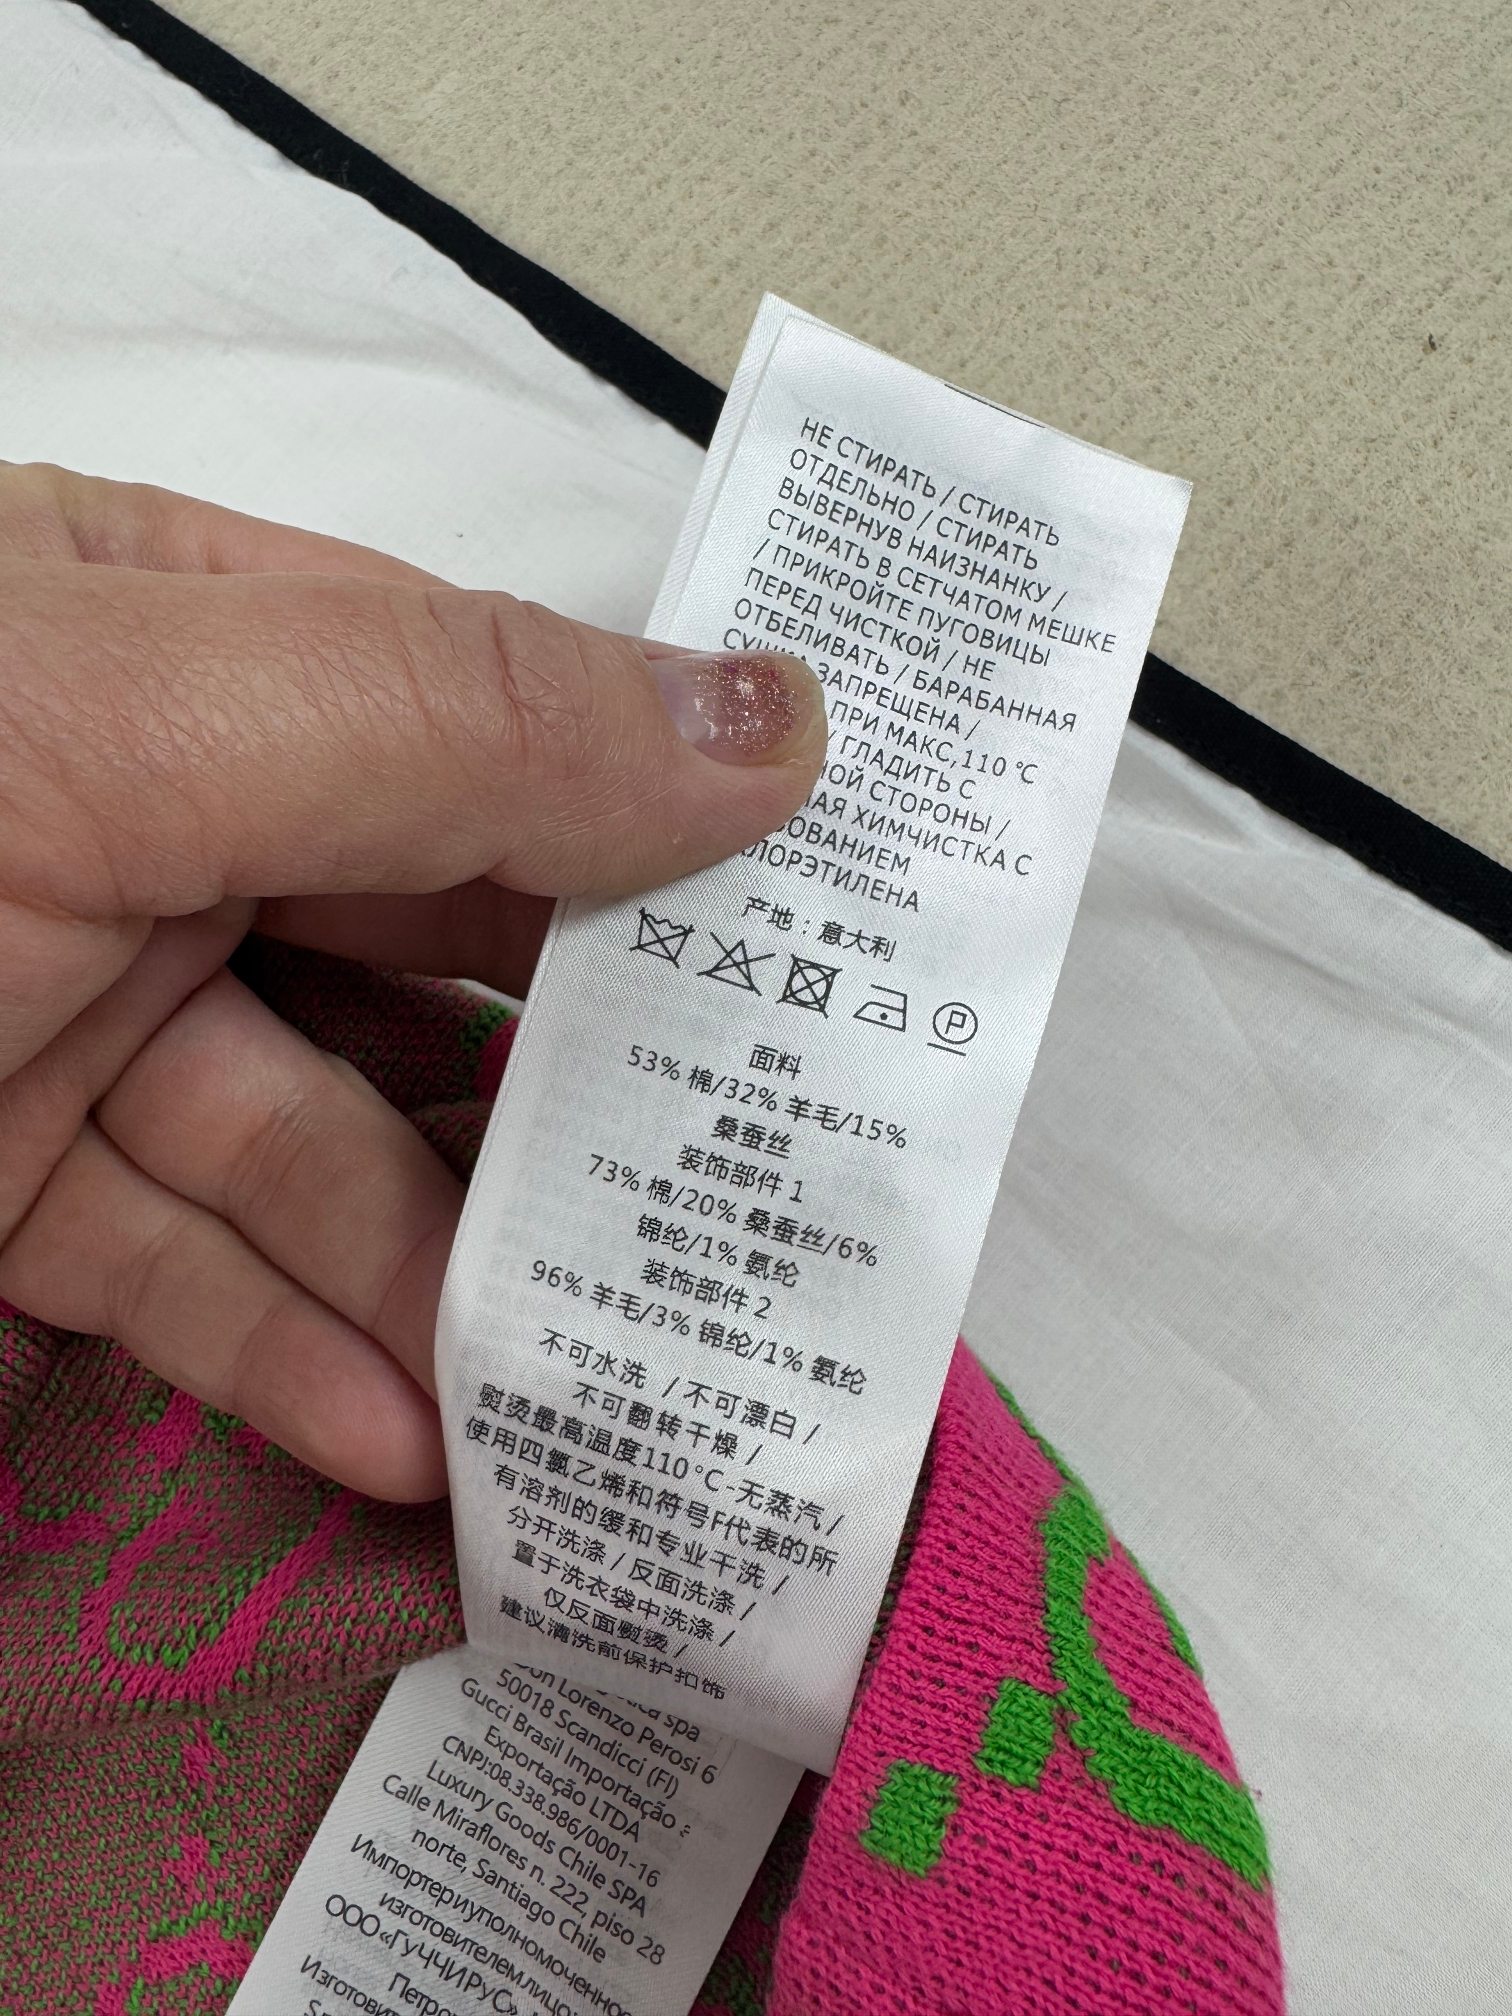 НЕ СТИРАТЬ / СТИРАТЬ
ОТДЕЛЬНО / СТИРАТЬ
ВЫВЕРНУВ НАИЗНАНКУ /
СТИРАТЬ В СЕТЧАТОМ МЕШКЕ
/ ПРИКРОЙТЕ ПУГОВИЦЫ
ПЕРЕД ЧИСТКОЙ / НЕ
ОТБЕЛИВАТЬ / БАРАБАННАЯ
ЗАПРЕЩЕНА /
ПРИ МАКС,110 °C
/ ГЛАДИТЬ С
СТОРОНЫ /
ХИМЧИСТКА С
产地：意大利
P
面料
53% 棉/32% 羊毛/15%
桑蚕丝
装饰部件 1
73% 棉/20% 桑蚕丝/6%
锦纶/1% 氨纶
装饰部件 2
96% 羊毛/3% 锦纶/1% 氨纶
不可水洗 / 不可漂白 /
不可翻转干燥 /
熨烫最高温度110°C-无蒸汽 /
使用四氯乙烯和符号F代表的所
有溶剂的缓和专业干洗 /
分开洗涤 / 反面洗涤 /
置于洗衣袋中洗涤 /
仅反面熨烫 /
建议清洗前保护扣饰
spa
Don Lorenzo Perosi 6
50018 Scandicci (FI)
Gucci Brasil Importação e
Exportação LTDA
CNPJ:08.338.986/0001-16
Luxury Goods Chile SPA
Calle Miraflores n. 222, piso 28
norte, Santiago Chile
Импортериуполномоченное
изготовителемлицо:
ООО«ГуЧЧИРуС»,